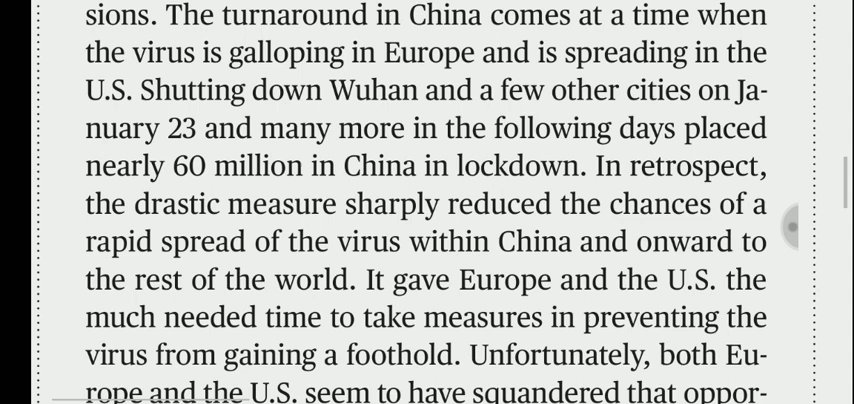 sions. The turnaround in China comes at a time when
the virus is galloping in Europe and is spreading in the
U.S. Shutting down Wuhan and a few other cities on Ja-
nuary 23 and many more in the following days placed
nearly 60 million in China in lockdown. In retrospect,
the drastic measure sharply reduced the chances of a
rapid spread of the virus within China and onward to
the rest of the world. It gave Europe and the U.S. the
much needed time to take measures in preventing the
virus from gaining a foothold. Unfortunately, both Eu-
rope and the U.S. seem to have squandered that oppor-